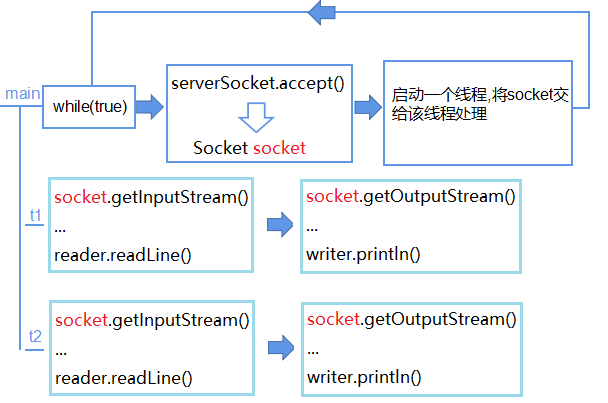 main
while(true)
serverSocket.accept()
Socket socket
启动一个线程,将socket交
给该线程处理
t1
socket.getInputStream()
...
reader.readLine()
socket.getOutputStream()
...
writer.println()
t2
socket.getInputStream()
...
reader.readLine()
socket.getOutputStream()
...
writer.println()